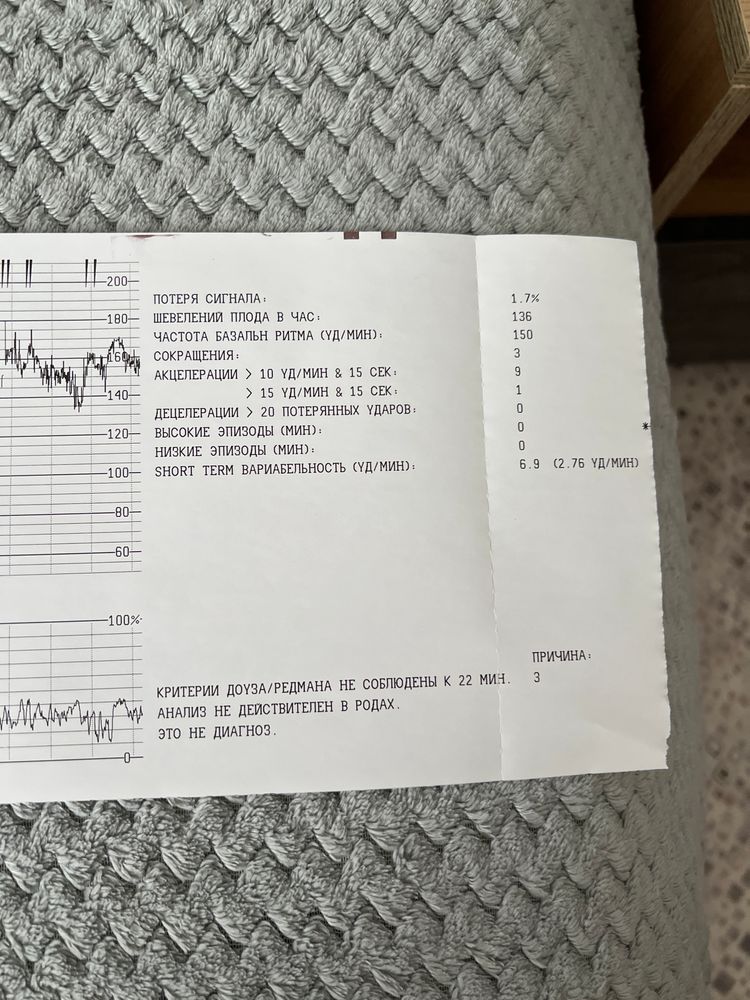 200
180
160
140
120
100
80
60
100%
0
ПОТЕРЯ СИГНАЛА: 1.7%
ШЕВЕЛЕНИЙ ПЛОДА В ЧАС: 136
ЧАСТОТА БАЗАЛЬН РИТМА (УД/МИН): 150
СОКРАЩЕНИЯ: 3
АКЦЕЛЕРАЦИИ > 10 УД/МИН & 15 СЕК: 9
> 15 УД/МИН & 15 СЕК: 1
ДЕЦЕЛЕРАЦИИ > 20 ПОТЕРЯННЫХ УДАРОВ: 0
ВЫСОКИЕ ЭПИЗОДЫ (МИН): 0 *
НИЗКИЕ ЭПИЗОДЫ (МИН): 0
SHORT TERM ВАРИАБЕЛЬНОСТЬ (УД/МИН): 6.9 (2.76 УД/МИН)
ПРИЧИНА:
КРИТЕРИИ ДОУЗА/РЕДМАНА НЕ СОБЛЮДЕНЫ К 22 МИН. 3
АНАЛИЗ НЕ ДЕЙСТВИТЕЛЕН В РОДАХ.
ЭТО НЕ ДИАГНОЗ.